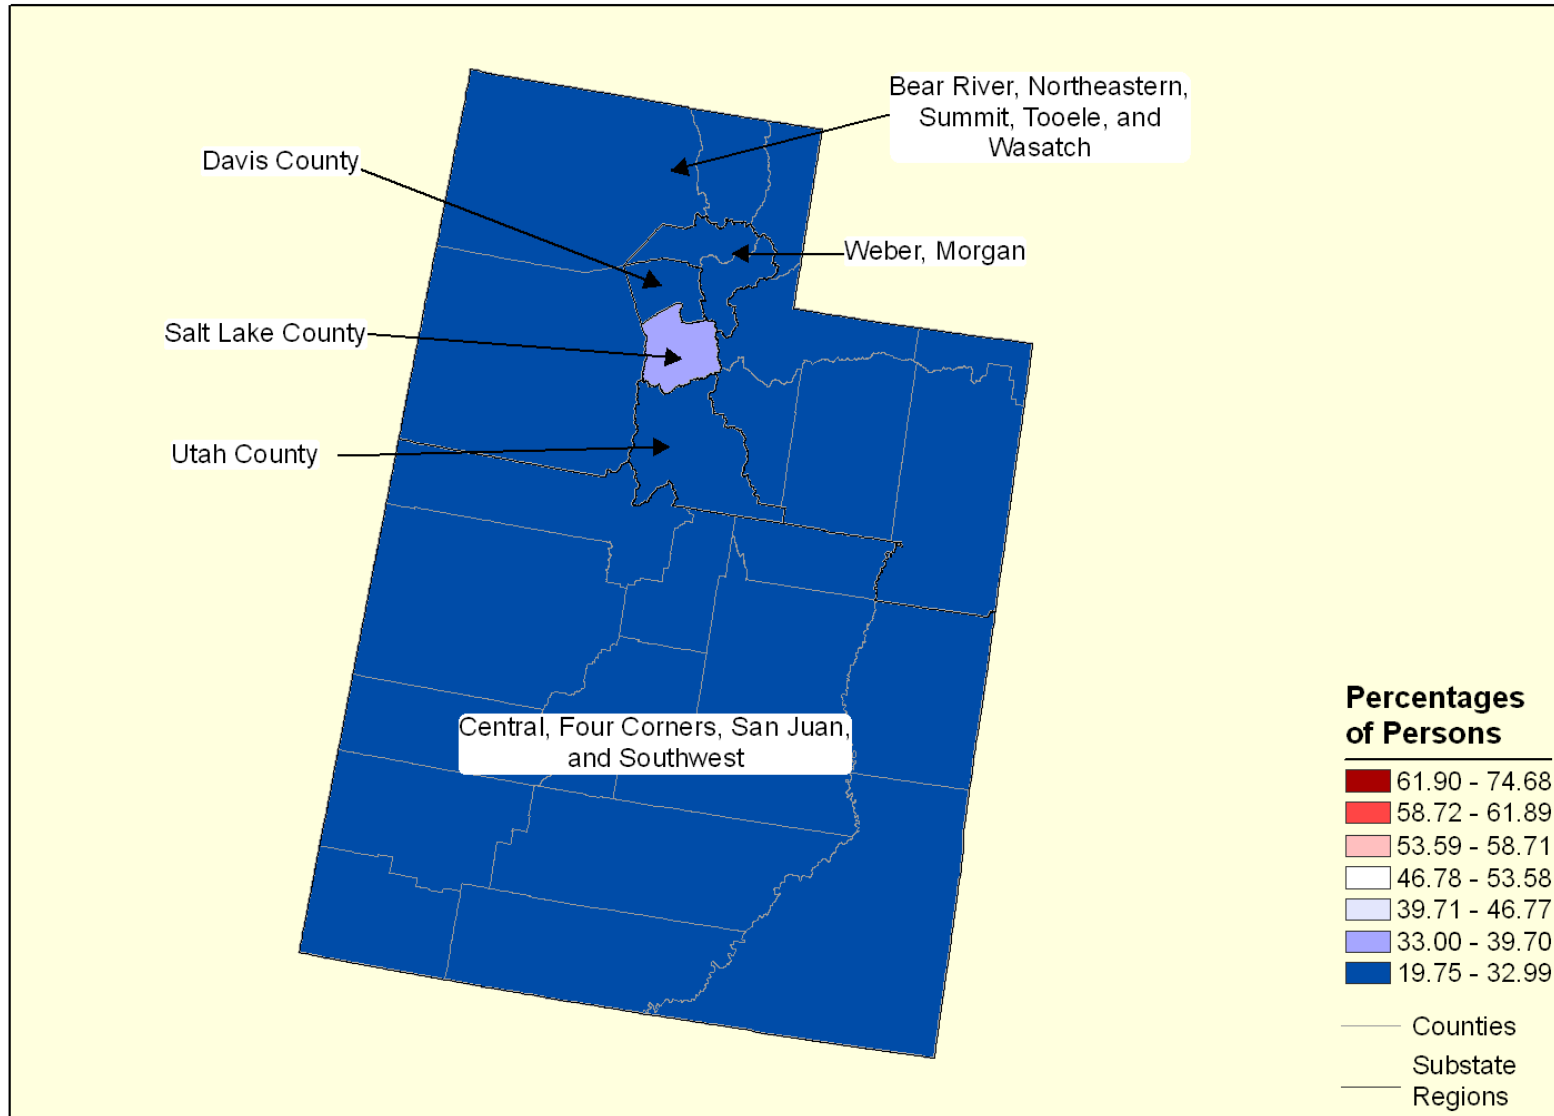 Bear River, Northeastern,
Summit, Tooele, and
Wasatch
Davis County
Weber, Morgan
Salt Lake County
Utah County
Central, Four Corners, San Juan,
and Southwest
Percentages
of Persons
61.90 - 74.68
58.72 - 61.89
53.59 - 58.71
46.78 - 53.58
39.71 - 46.77
33.00 - 39.70
19.75 - 32.99
Counties
Substate
Regions